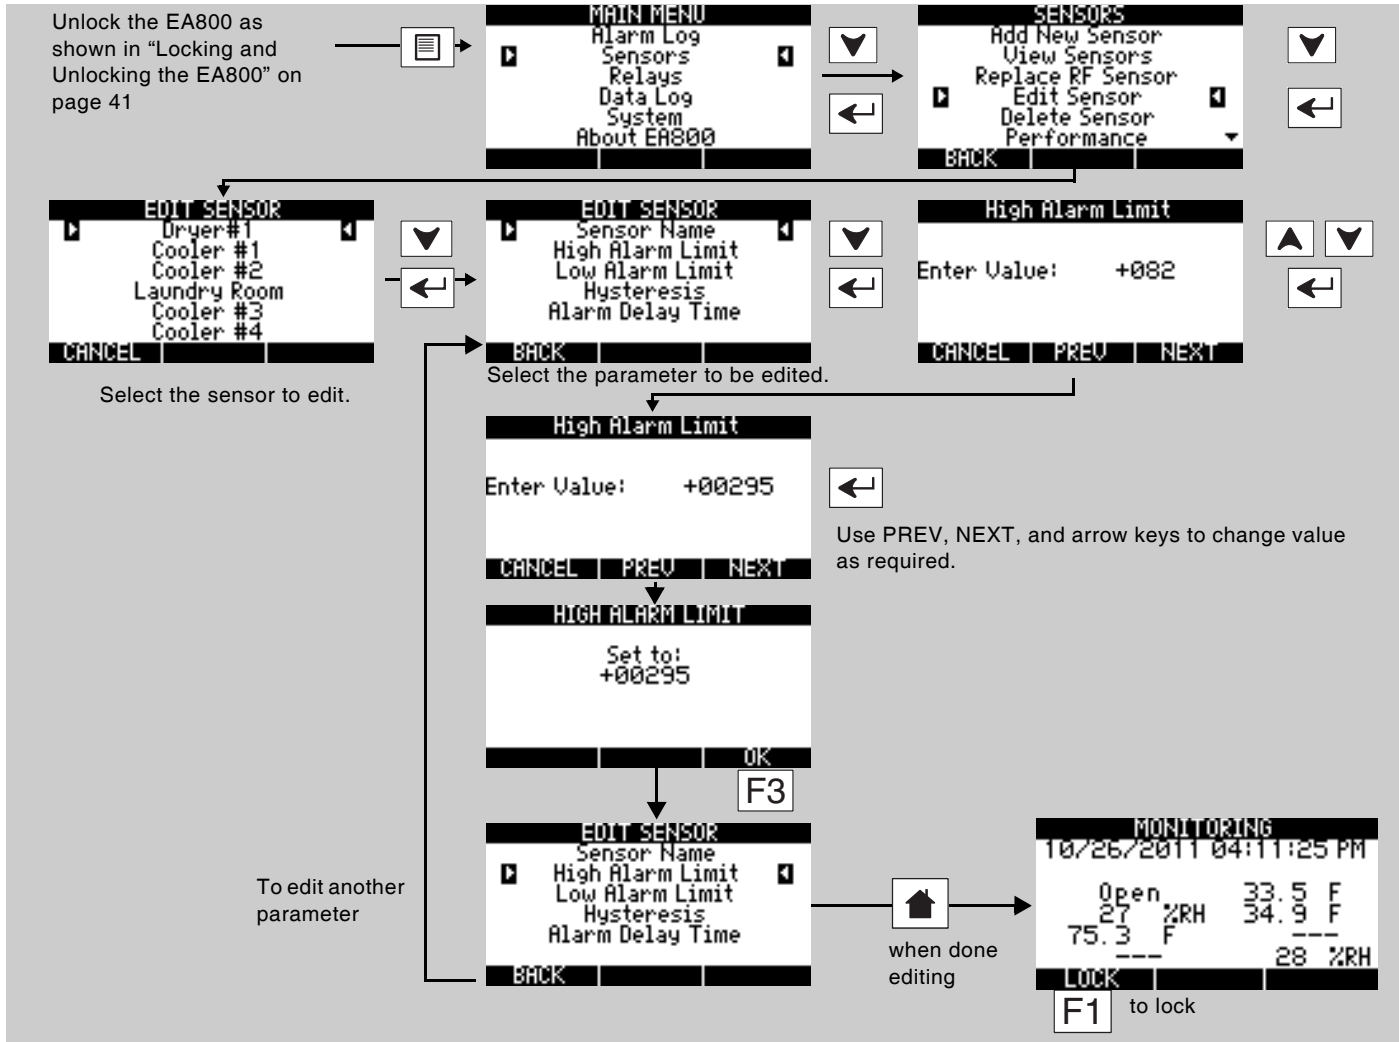 Unlock the EA800 as
shown in “Locking and
Unlocking the EA800” on
page 41
MAIN MENU
Alarm Log
Sensors
Relays
Data Log
System
About EA800
SENSORS
Add New Sensor
View Sensors
Replace RF Sensor
Edit Sensor
Delete Sensor
Performance
BACK
EDIT SENSOR
Dryer#1
Cooler #1
Cooler #2
Laundry Room
Cooler #3
Cooler #4
CANCEL
Select the sensor to edit.
EDIT SENSOR
Sensor Name
High Alarm Limit
Low Alarm Limit
Hysteresis
Alarm Delay Time
BACK
Select the parameter to be edited.
High Alarm Limit
Enter Value: +082
CANCEL PREV NEXT
High Alarm Limit
Enter Value: +00295
CANCEL PREV NEXT
Use PREV, NEXT, and arrow keys to change value
as required.
HIGH ALARM LIMIT
Set to:
+00295
OK
F3
EDIT SENSOR
Sensor Name
High Alarm Limit
Low Alarm Limit
Hysteresis
Alarm Delay Time
BACK
To edit another
parameter
when done
editing
MONITORING
10/26/2011 04:11:25 PM
Open 33.5 F
27 %RH 34.9 F
75.3 F ---
--- 28 %RH
LOCK
F1 to lock